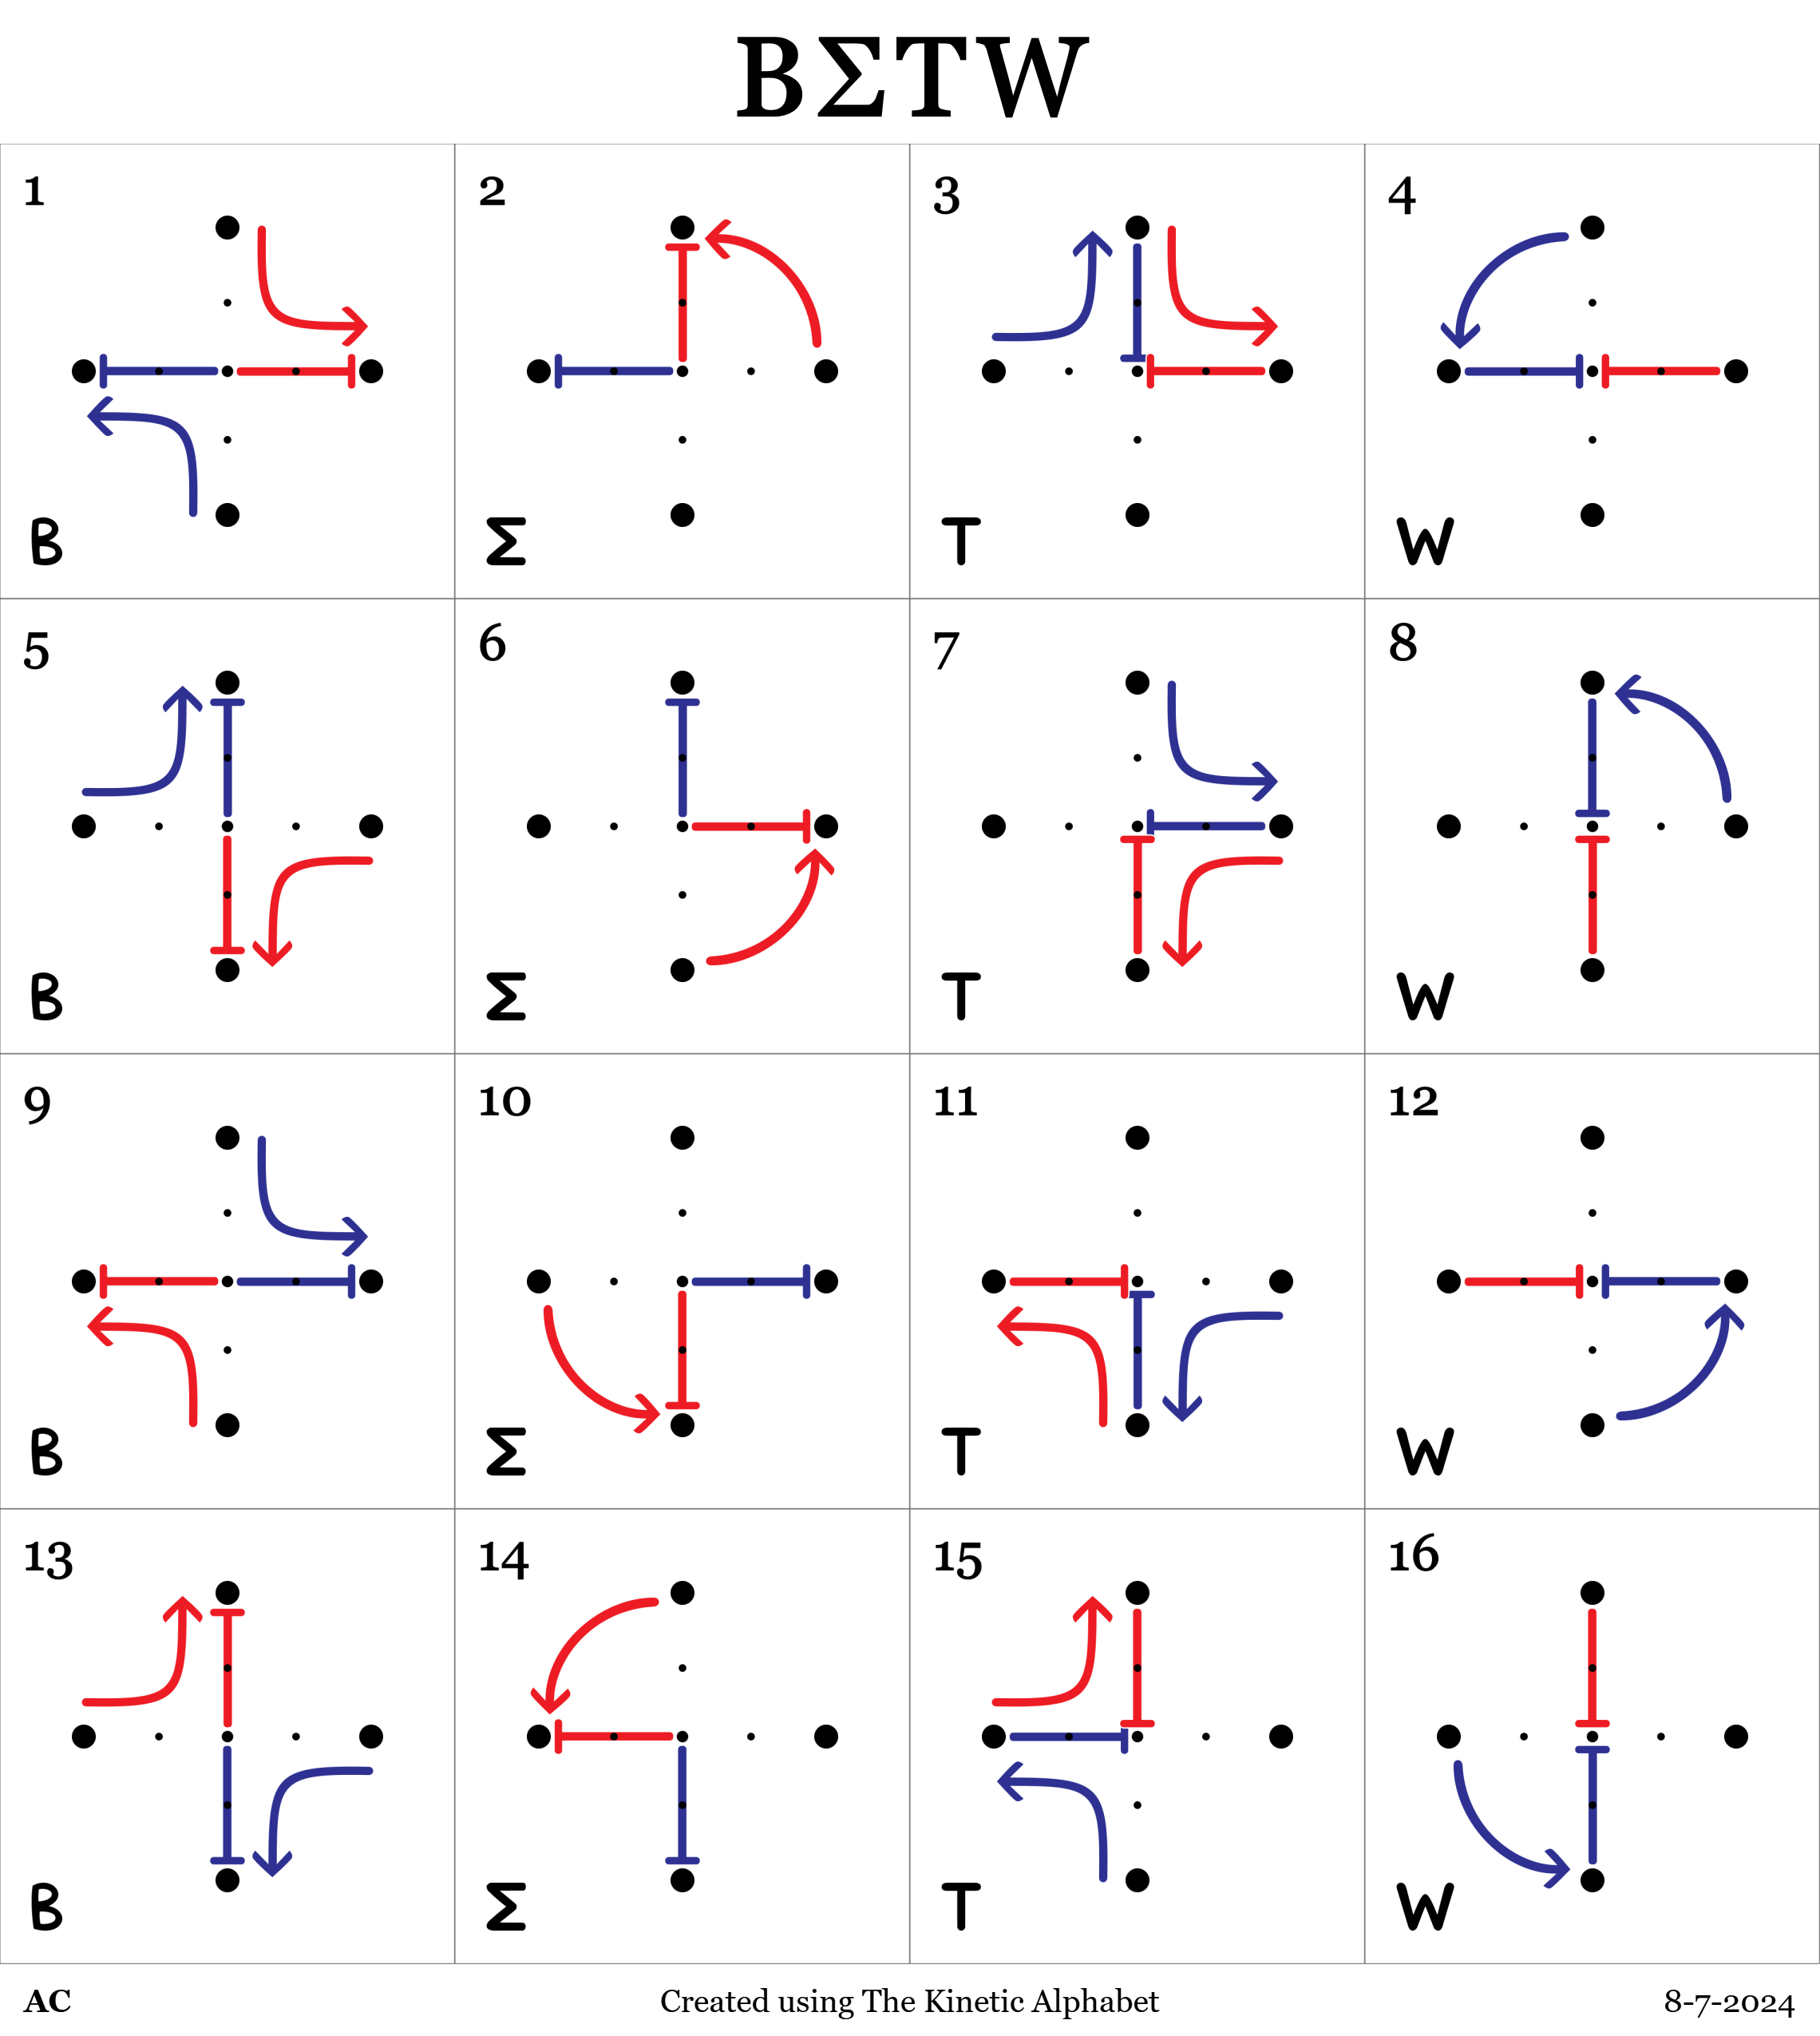 BΣTW
1 2 3 4
B Σ T W
5 6 7 8
B Σ T W
9 10 11 12
B Σ T W
13 14 15 16
B Σ T W
AC Created using The Kinetic Alphabet 8-7-2024